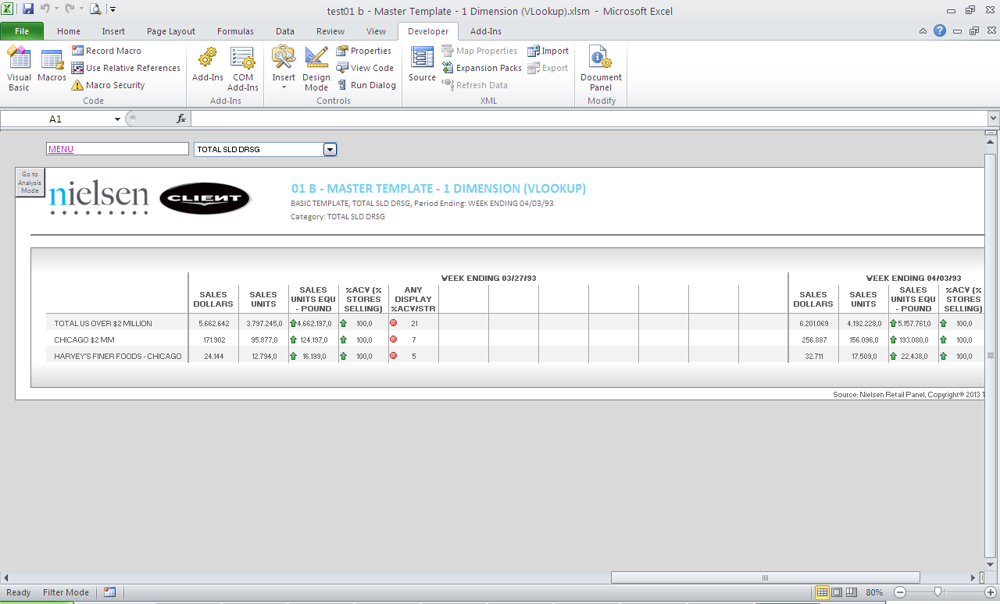 test01 b - Master Template - 1 Dimension (VLookup).xlsm - Microsoft Excel
File Home Insert Page Layout Formulas Data Review View Developer Add-Ins
Visual Basic
Macros
Record Macro
Use Relative References
Macro Security
Code
Add-Ins
COM Add-Ins
Add-Ins
Insert
Design Mode
Properties
View Code
Run Dialog
Controls
Source
Map Properties
Expansion Packs
Refresh Data
Import
Export
XML
Document Panel
Modify
A1 fx
MENU TOTAL SLD DRSG
Go to
Analysis
Mode
nielsen CLIENT
01 B - MASTER TEMPLATE - 1 DIMENSION (VLOOKUP)
BASIC TEMPLATE, TOTAL SLD DRSG, Period Ending: WEEK ENDING 04/03/93
Category: TOTAL SLD DRSG
WEEK ENDING 03/27/93 WEEK ENDING 04/03/93
SALES DOLLARS SALES UNITS SALES UNITS EQU - POUND %ACV (% STORES SELLING) ANY DISPLAY %ACV/STR SALES DOLLARS SALES UNITS SALES UNITS EQU - POUND %ACV (% STORES SELLING)
TOTAL US OVER $2 MILLION 5.662.642 3.797.245,0 4.662.197,0 100,0 21 6.201.069 4.192.228,0 5.157.761,0 100,0
CHICAGO $2 MM 171.902 95.877,0 124.197,0 100,0 7 256.887 156.096,0 193.080,0 100,0
HARVEY'S FINER FOODS - CHICAGO 24.144 12.794,0 16.199,0 100,0 5 32.711 17.509,0 22.438,0 100,0
Source: Nielsen Retail Panel, Copyright® 2013 T
Ready Filter Mode 80%